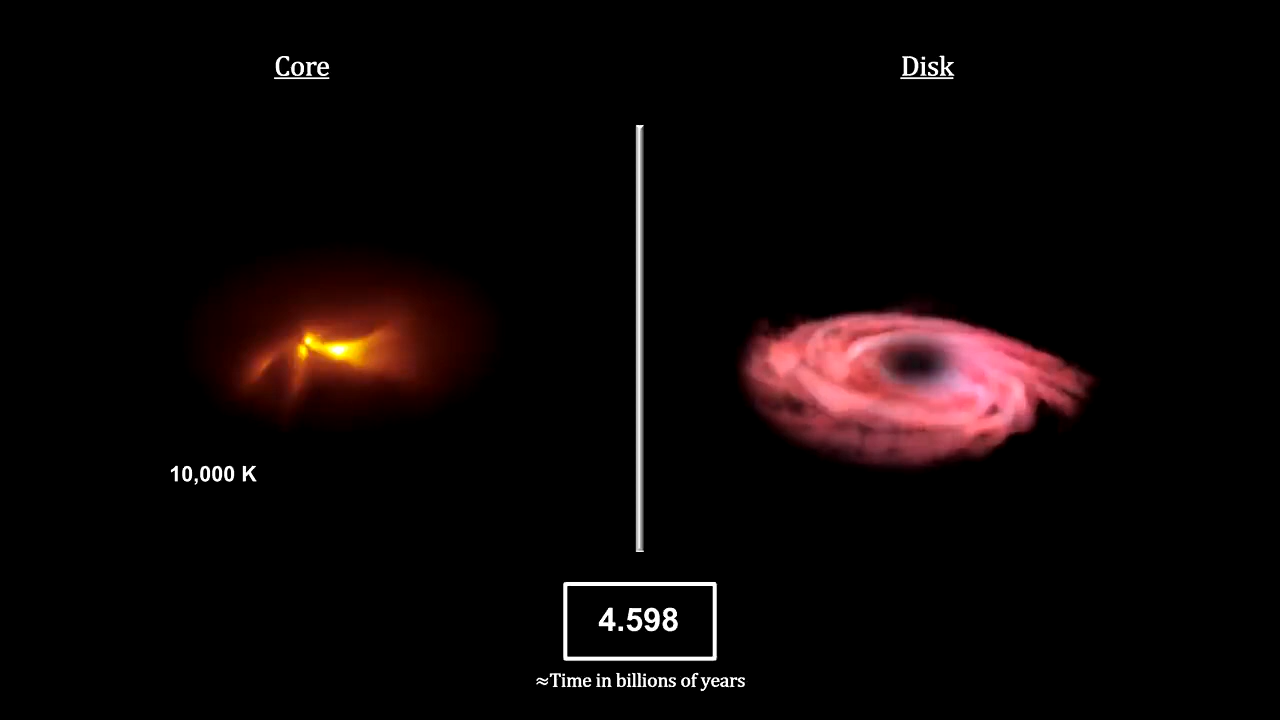 Core
Disk
10,000 K
4.598
≈Time in billions of years